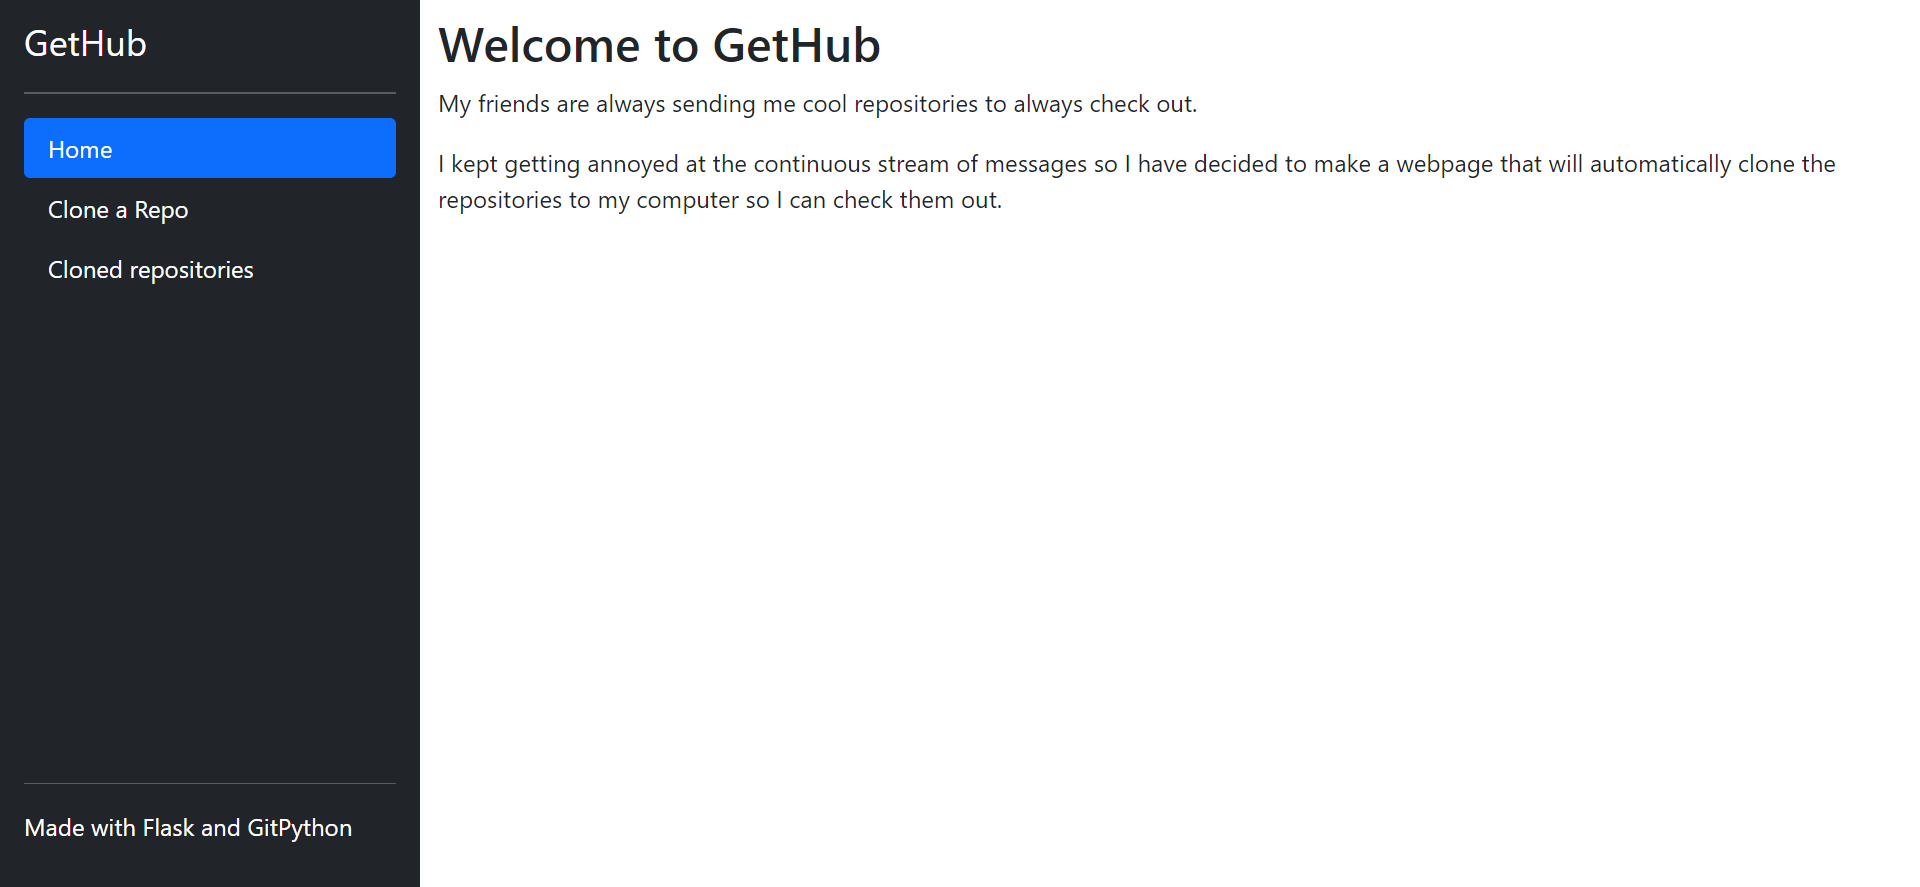 GetHub
Home
Clone a Repo
Cloned repositories
Made with Flask and GitPython
Welcome to GetHub
My friends are always sending me cool repositories to always check out.
I kept getting annoyed at the continuous stream of messages so I have decided to make a webpage that will automatically clone the
repositories to my computer so I can check them out.